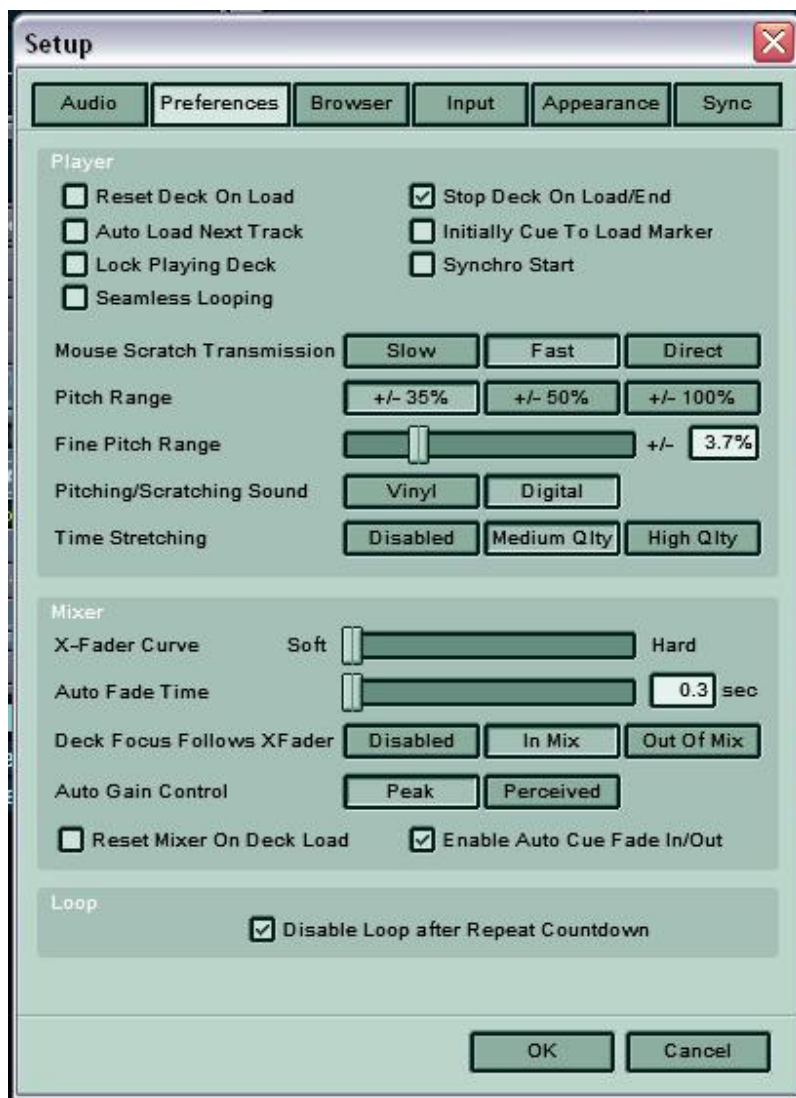 Setup
Audio Preferences Browser Input Appearance Sync
Player
Reset Deck On Load Stop Deck On Load/End
Auto Load Next Track Initially Cue To Load Marker
Lock Playing Deck Synchro Start
Seamless Looping
Mouse Scratch Transmission Slow Fast Direct
Pitch Range +/- 35% +/- 50% +/- 100%
Fine Pitch Range +/- 3.7%
Pitching/Scratching Sound Vinyl Digital
Time Stretching Disabled Medium Qlty High Qlty
Mixer
X-Fader Curve Soft Hard
Auto Fade Time 0.3 sec
Deck Focus Follows XFader Disabled In Mix Out Of Mix
Auto Gain Control Peak Perceived
Reset Mixer On Deck Load Enable Auto Cue Fade In/Out
Loop
Disable Loop after Repeat Countdown
OK Cancel